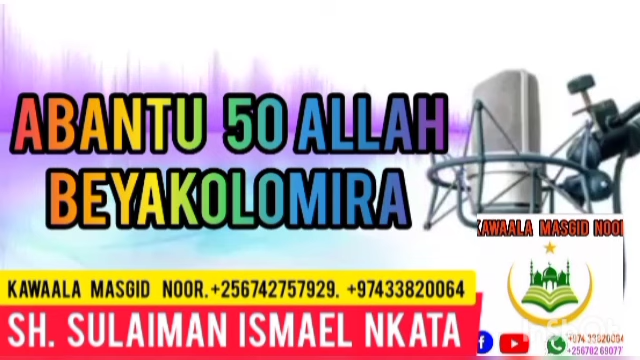 ABANTU 50 ALLAH
BEYAKOLOMIRA
KAWAALA MASGID NOOR
KAWAALA MASGID NOOR.+256742757929. +97433820064
SH. SULAIMAN ISMAEL NKATA